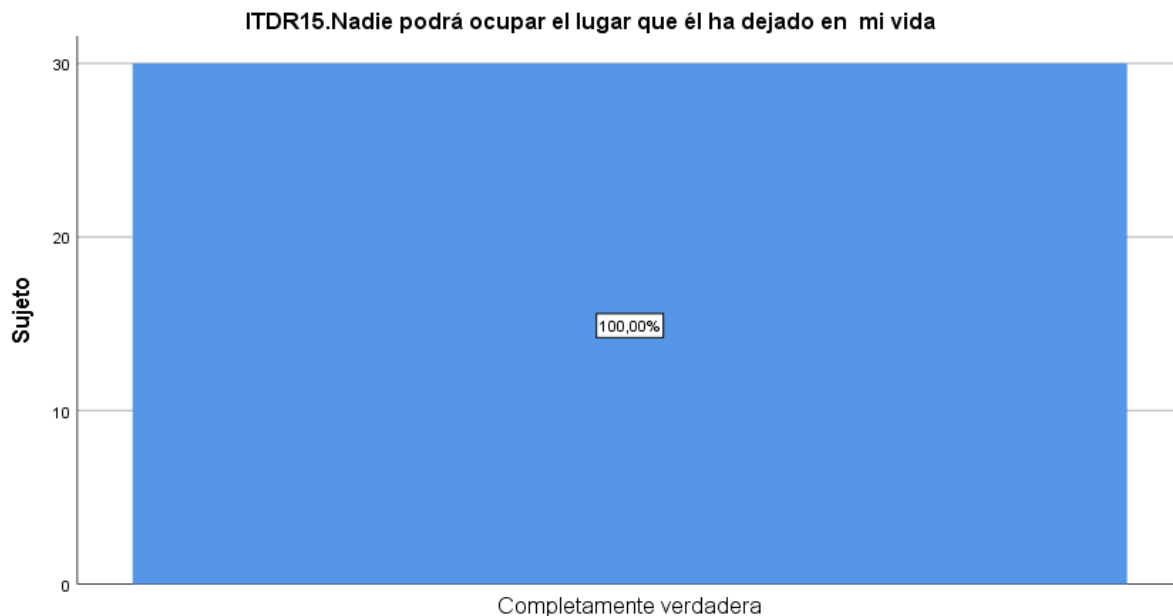 ITDR15.Nadie podrá ocupar el lugar que él ha dejado en  mi vida
30
20
10
0
Sujeto
100,00%
Completamente verdadera